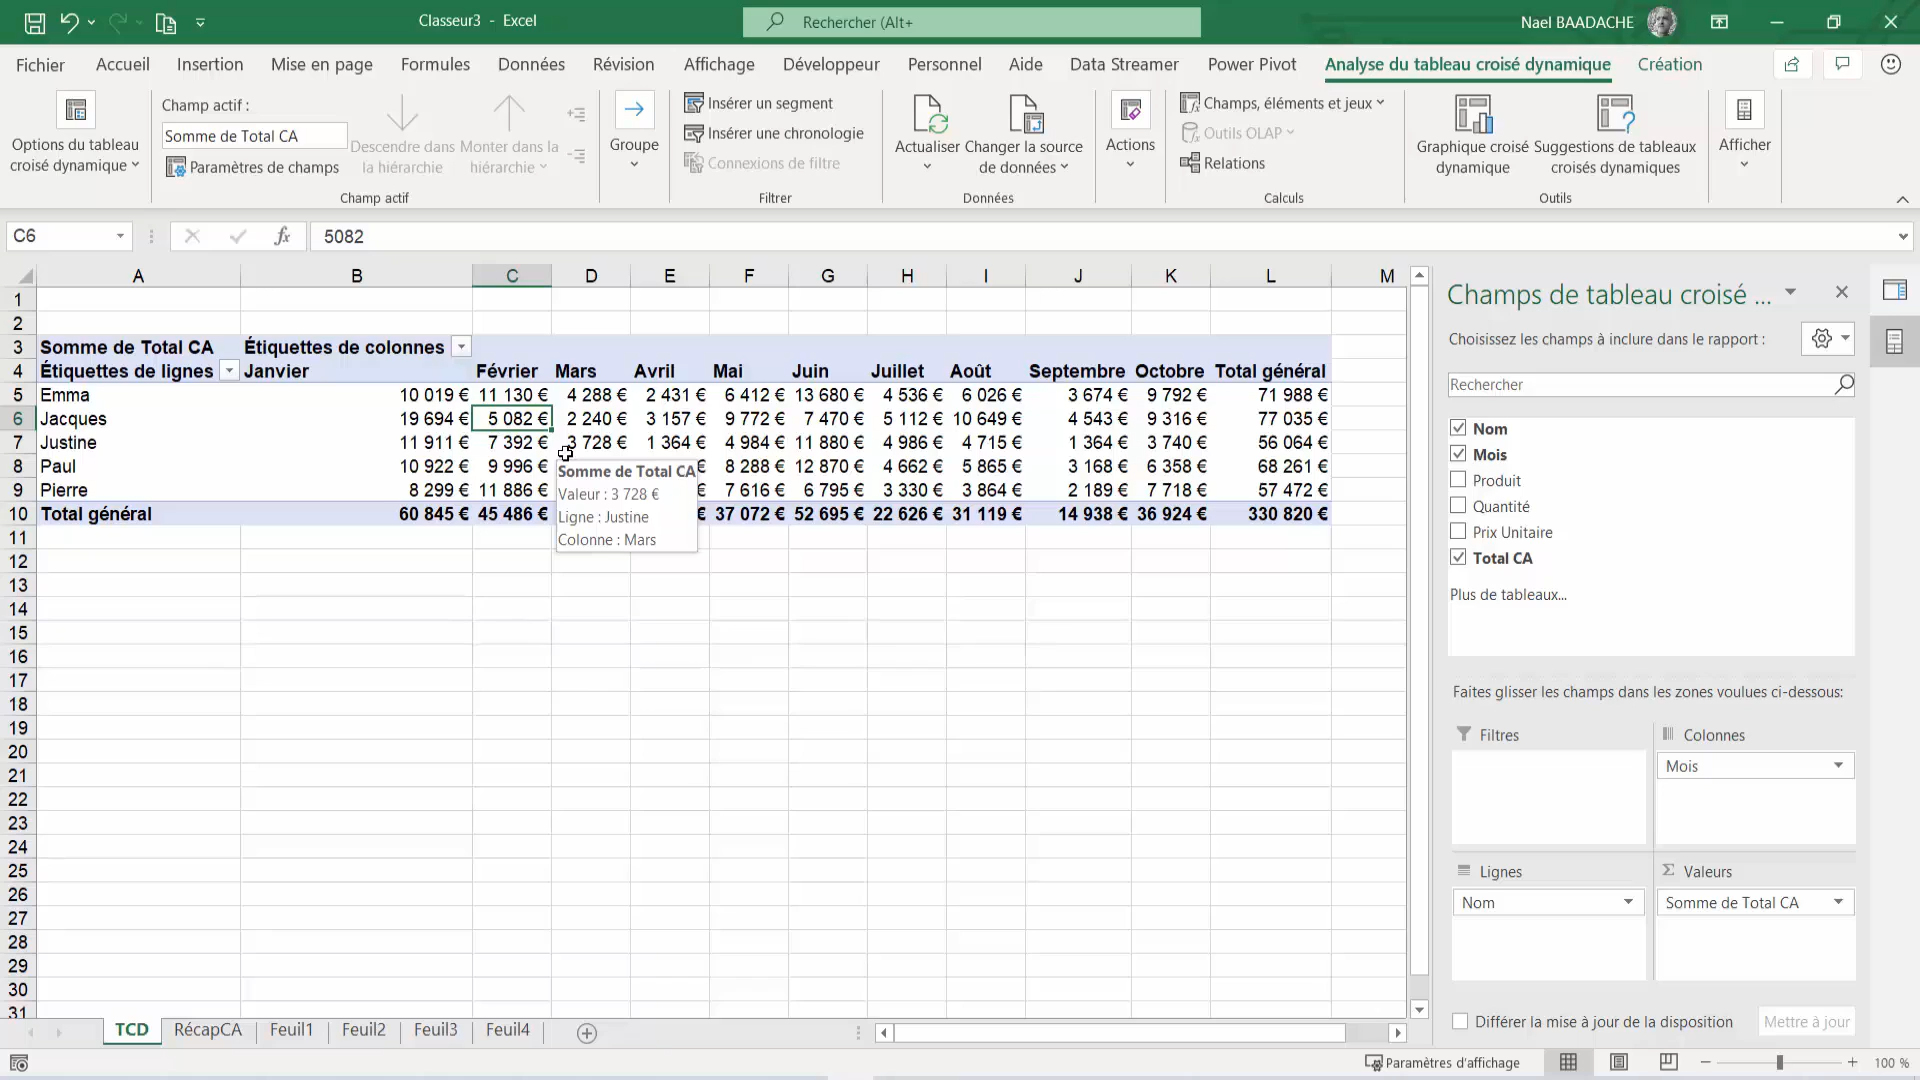 Classeur3 - Excel
Rechercher (Alt+
Nael BAADACHE
Fichier Accueil Insertion Mise en page Formules Données Révision Affichage Développeur Personnel Aide Data Streamer Power Pivot Analyse du tableau croisé dynamique Création
Options du tableau
croisé dynamique
Champ actif :
Somme de Total CA
Paramètres de champs
Descendre dans
la hiérarchie
Monter dans la
hiérarchie
Champ actif
Groupe
Insérer un segment
Insérer une chronologie
Connexions de filtre
Filtrer
Actualiser
Changer la source
de données
Données
Actions
Champs, éléments et jeux
Outils OLAP
Relations
Calculs
Graphique croisé
dynamique
Suggestions de tableaux
croisés dynamiques
Outils
Afficher
C6
fx
5082
A B C D E F G H I J K L M
1
2
3 Somme de Total CA Étiquettes de colonnes
4 Étiquettes de lignes Janvier Février Mars Avril Mai Juin Juillet Août Septembre Octobre Total général
5 Emma 10 019 € 11 130 € 4 288 € 2 431 € 6 412 € 13 680 € 4 536 € 6 026 € 3 674 € 9 792 € 71 988 €
6 Jacques 19 694 € 5 082 € 2 240 € 3 157 € 9 772 € 7 470 € 5 112 € 10 649 € 4 543 € 9 316 € 77 035 €
7 Justine 11 911 € 7 392 € 3 728 € 1 364 € 4 984 € 11 880 € 4 986 € 4 715 € 1 364 € 3 740 € 56 064 €
8 Paul 10 922 € 9 996 € € 8 288 € 12 870 € 4 662 € 5 865 € 3 168 € 6 358 € 68 261 €
9 Pierre 8 299 € 11 886 € € 7 616 € 6 795 € 3 330 € 3 864 € 2 189 € 7 718 € 57 472 €
10 Total général 60 845 € 45 486 € € 37 072 € 52 695 € 22 626 € 31 119 € 14 938 € 36 924 € 330 820 €
Somme de Total CA
Valeur : 3 728 €
Ligne : Justine
Colonne : Mars
11
12
13
14
15
16
17
18
19
20
21
22
23
24
25
26
27
28
29
30
31
Champs de tableau croisé ...
Choisissez les champs à inclure dans le rapport :
Rechercher
Nom
Mois
Produit
Quantité
Prix Unitaire
Total CA
Plus de tableaux...
Faites glisser les champs dans les zones voulues ci-dessous:
Filtres
Colonnes
Mois
Lignes
Nom
Σ Valeurs
Somme de Total CA
Différer la mise à jour de la disposition
Mettre à jour
TCD RécapCA Feuil1 Feuil2 Feuil3 Feuil4
Paramètres d'affichage
100 %